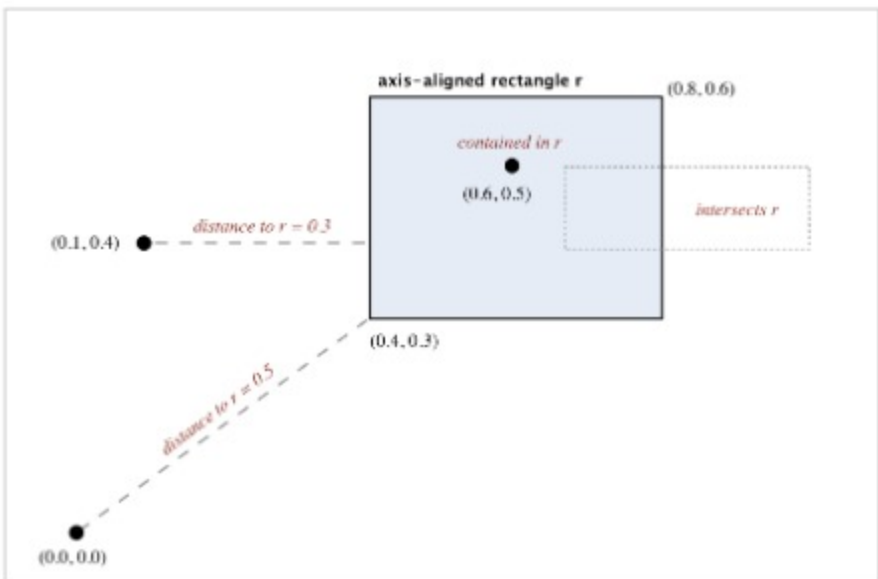 axis-aligned rectangle r
(0.8, 0.6)
contained in r
(0.6, 0.5)
intersects r
distance to r = 0.3
(0.1, 0.4)
(0.4, 0.3)
distance to r = 0.5
(0.0, 0.0)